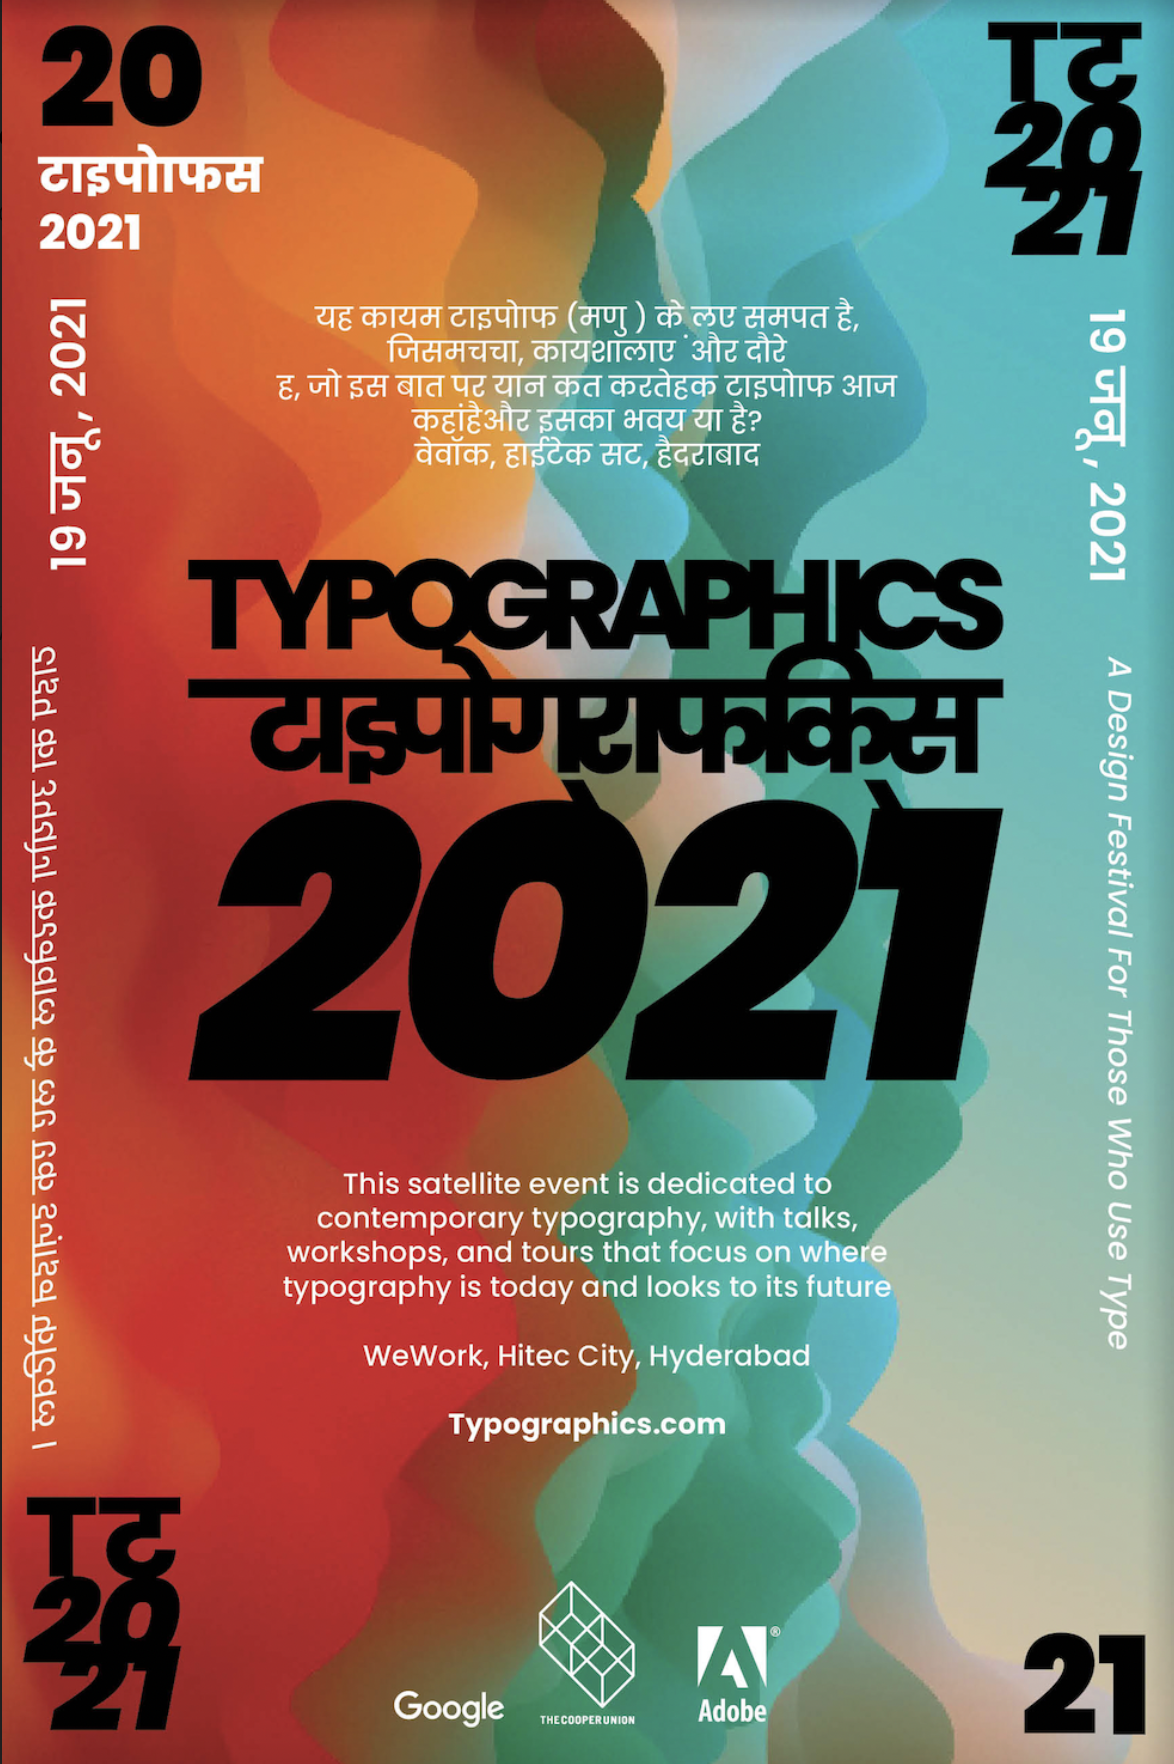 20
टाइपोाफस
2021
Tट
20
21
19 जनू , 2021
19 जनू , 2021
यह कायम टाइपोाफ (मणु ) के लए समपत है,
जिसमचचा, कायशालाए ं और दौरे
ह, जो इस बात पर यान कत करतेहक टाइपोाफ आज
कहांहैऔर इसका भवय या है?
वेवॉक, हाईटेक सट, हैदराबाद
TYPOGRAPHICS
टाइपोगराफकिस
2021
A Design Festival For Those Who Use Type
This satellite event is dedicated to
contemporary typography, with talks,
workshops, and tours that focus on where
typography is today and looks to its future
WeWork, Hitec City, Hyderabad
Typographics.com
Tट
20
21
Google
THE COOPER UNION
Adobe®
21